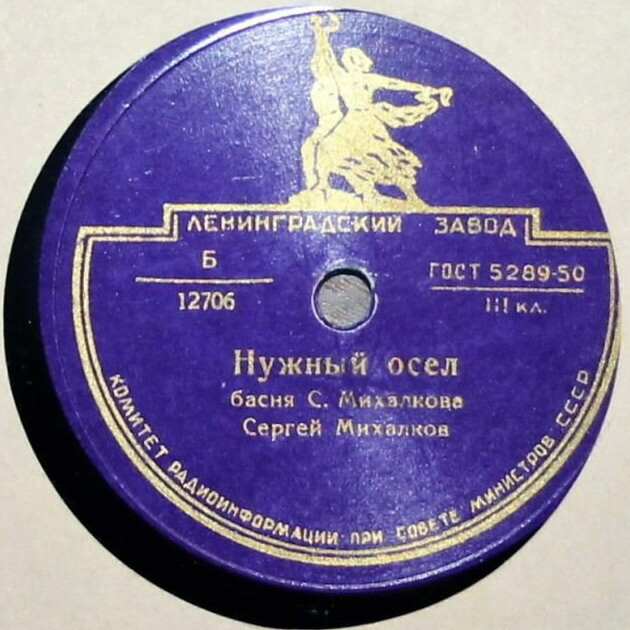 ЛЕНИНГРАДСКИЙ ЗАВОД
Б
12706
ГОСТ 5289-50
III кл.
Нужный осел
басня С. Михалкова
Сергей Михалков
КОМИТЕТ РАДИОИНФОРМАЦИИ ПРИ СОВЕТЕ МИНИСТРОВ СССР